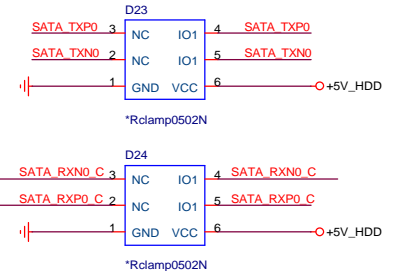 D23
SATA_TXP0 3 NC IO1 4 SATA_TXP0
SATA_TXN0 2 NC IO1 5 SATA_TXN0
1 GND VCC 6 +5V_HDD
*Rclamp0502N
D24
SATA_RXN0_C 3 NC IO1 4 SATA_RXN0_C
SATA_RXP0_C 2 NC IO1 5 SATA_RXP0_C
1 GND VCC 6 +5V_HDD
*Rclamp0502N